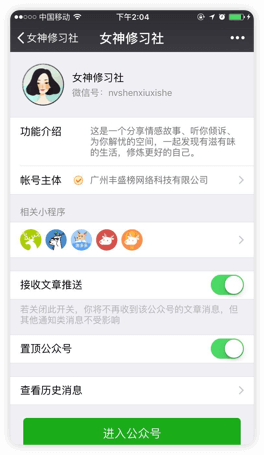 中国移动 下午2:04
女神修习社 女神修习社
女神修习社
微信号：nvshenxiuxishe
功能介绍 这是一个分享情感故事、听你倾诉、
为你解忧的空间，一起发现有滋有味
的生活，修炼更好的自己。
帐号主体 广州丰盛榜网络科技有限公司
相关小程序
接收文章推送
若关闭此开关，你将不再收到该公众号的文章消息，但
其他通知类消息不受影响
置顶公众号
查看历史消息
进入公众号